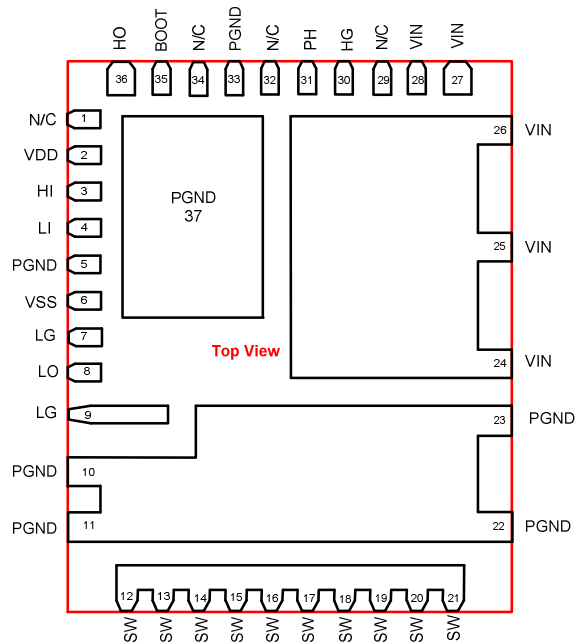 HO BOOT N/C PGND N/C PH HG N/C VIN VIN
36 35 34 33 32 31 30 29 28 27
N/C 1
VDD 2
HI 3
LI 4
PGND 5
VSS 6
LG 7
LO 8
LG 9
PGND 10
PGND 11
PGND
37
Top View
26 VIN
25 VIN
24 VIN
23 PGND
22 PGND
12 13 14 15 16 17 18 19 20 21
SW SW SW SW SW SW SW SW SW SW